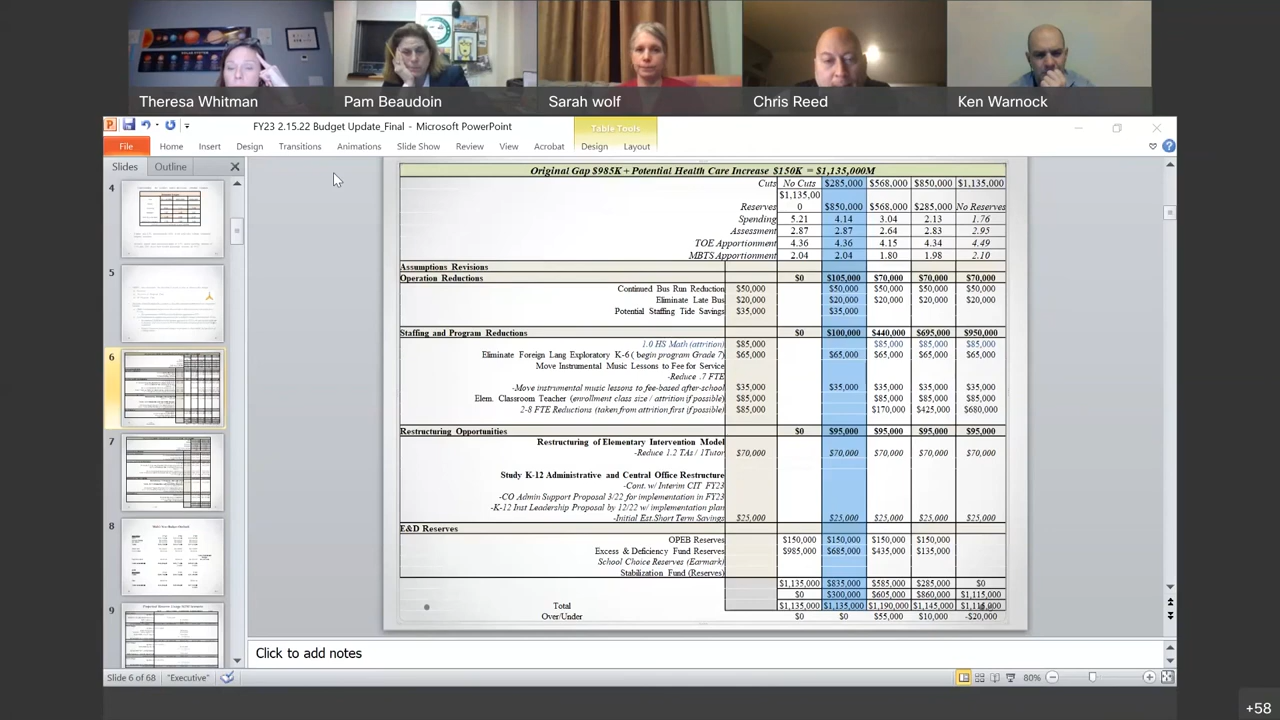 Theresa Whitman Pam Beaudoin Sarah wolf Chris Reed Ken Warnock
FY23 2.15.22 Budget Update_Final - Microsoft PowerPoint Table Tools
File Home Insert Design Transitions Animations Slide Show Review View Acrobat Design Layout
Slides Outline
4
5
6
7
8
9
Original Gap $985K + Potential Health Care Increase $150K = $1,135,000M
Cuts No Cuts $285,000 $568,000 $850,000 $1,135,000
$1,135,00
Reserves 0 $850,000 $568,000 $285,000 No Reserves
Spending 5.21 4.14 3.04 2.13 1.76
Assessment 2.87 2.87 2.64 2.83 2.95
TOE Apportionment 4.36 4.36 4.15 4.34 4.49
MBTS Apportionment 2.04 2.04 1.80 1.98 2.10
Assumptions Revisions
Operation Reductions $0 $105,000 $70,000 $70,000 $70,000
Continued Bus Run Reduction $50,000 $50,000 $50,000 $50,000 $50,000
Eliminate Late Bus $20,000 $20,000 $20,000 $20,000 $20,000
Potential Staffing Tide Savings $35,000 $35,000
Staffing and Program Reductions $0 $100,000 $440,000 $695,000 $950,000
1.0 HS Math (attrition) $85,000 $85,000 $85,000 $85,000
Eliminate Foreign Lang Exploratory K-6 ( begin program Grade 7) $65,000 $65,000 $65,000 $65,000 $65,000
Move Instrumental Music Lessons to Fee for Service
-Reduce .7 FTE
-Move instrumental music lessons to fee-based after-school $35,000 $35,000 $35,000 $35,000 $35,000
Elem. Classroom Teacher (enrollment class size / attrition if possible) $85,000 $85,000 $85,000 $85,000
2-8 FTE Reductions (taken from attrition first if possible) $85,000 $170,000 $425,000 $680,000
Restructuring Opportunities $0 $95,000 $95,000 $95,000 $95,000
Restructuring of Elementary Intervention Model
-Reduce 1.2 TAs / 1Tutor $70,000 $70,000 $70,000 $70,000 $70,000
Study K-12 Administrative and Central Office Restructure
-Cont. w/ Interim CIT FY23
-CO Admin Support Proposal 3/22 for implementation in FY23
-K-12 Inst Leadership Proposal by 12/22 w/ implementation plan
-Initial Est.Short Term Savings $25,000 $25,000 $25,000 $25,000 $25,000
E&D Reserves
OPEB Reserves $150,000 $150,000 $150,000 $150,000
Excess & Deficiency Fund Reserves $985,000 $685,000 $435,000 $135,000
School Choice Reserves (Earmark)
Stabilization Fund (Reserves)
$1,135,000 $835,000 $585,000 $285,000 $0
$0 $300,000 $605,000 $860,000 $1,115,000
Total $1,135,000 $1,135,000 $1,190,000 $1,145,000
Over/Under $0 $0 $55,000 $10,000 -$20,000
Click to add notes
Slide 6 of 68 "Executive" 80%
+58